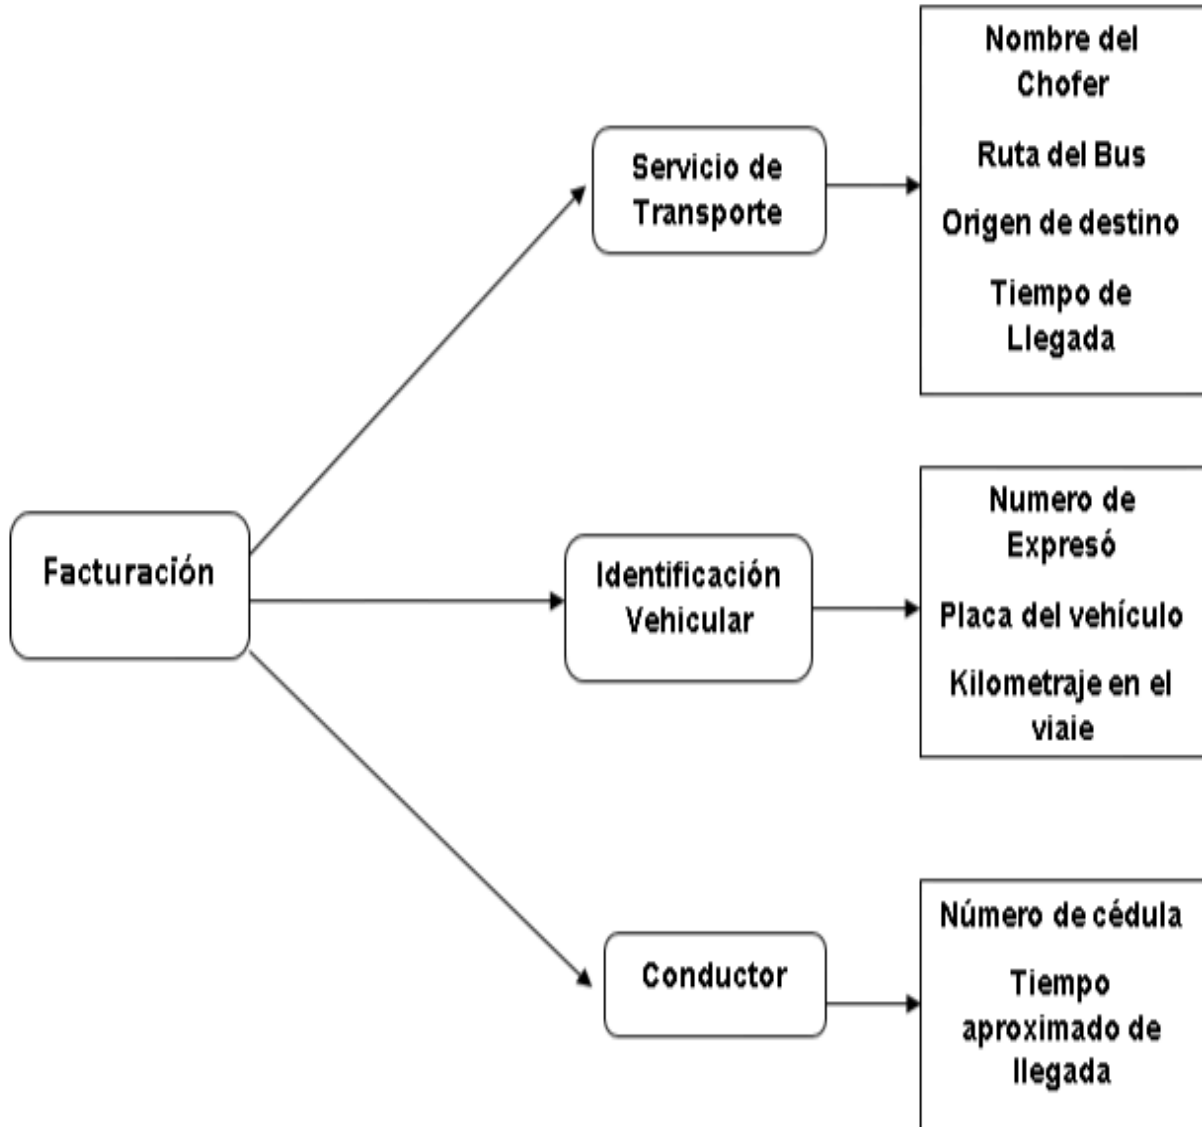 Nombre del
Chofer
Ruta del Bus
Origen de destino
Tiempo de
Llegada
Servicio de
Transporte
Facturación
Identificación
Vehicular
Numero de
Expresó
Placa del vehículo
Kilometraje en el
viaje
Conductor
Número de cédula
Tiempo
aproximado de
llegada